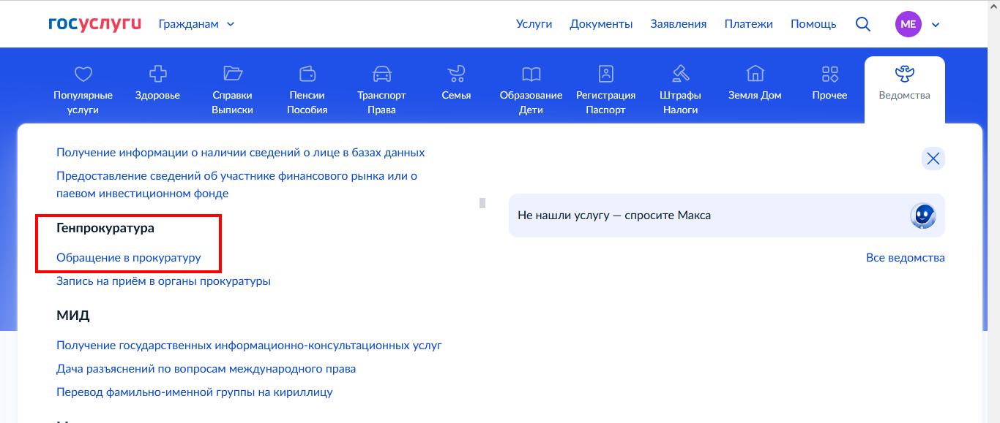 госуслуги Гражданам Услуги Документы Заявления Платежи Помощь МЕ
Популярные услуги
Здоровье
Справки Выписки
Пенсии Пособия
Транспорт Права
Семья
Образование Дети
Регистрация Паспорт
Штрафы Налоги
Земля Дом
Прочее
Ведомства
Получение информации о наличии сведений о лице в базах данных
Предоставление сведений об участнике финансового рынка или о
паевом инвестиционном фонде
Не нашли услугу — спросите Макса
Генпрокуратура
Обращение в прокуратуру
Все ведомства
Запись на приём в органы прокуратуры
МИД
Получение государственных информационно-консультационных услуг
Дача разъяснений по вопросам международного права
Перевод фамильно-именной группы на кириллицу